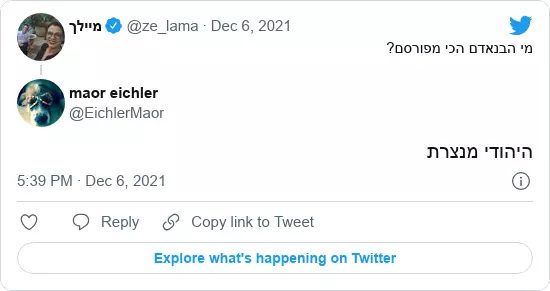 מיילך @ze_lama · Dec 6, 2021
מי הבנאדם הכי מפורסם?
maor eichler
@EichlerMaor
היהודי מנצרת
5:39 PM · Dec 6, 2021
Reply Copy link to Tweet
Explore what's happening on Twitter